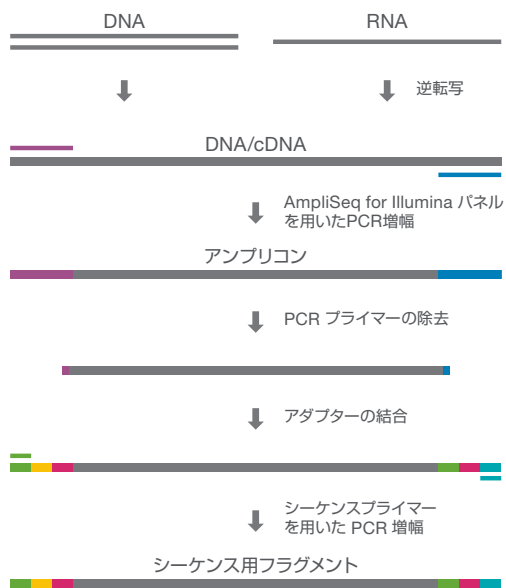 DNA
RNA
逆転写
DNA/cDNA
AmpliSeq for Illumina パネル
を用いたPCR増幅
アンプリコン
PCR プライマーの除去
アダプターの結合
シーケンスプライマー
を用いた PCR 増幅
シーケンス用フラグメント